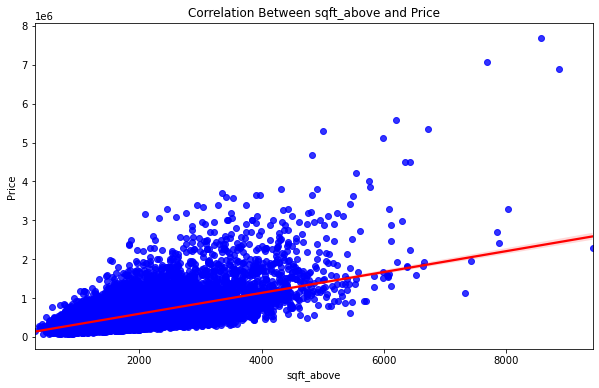 Correlation Between sqft_above and Price
1e6
8
7
6
5
4
3
2
1
0
Price
2000 4000 6000 8000
sqft_above